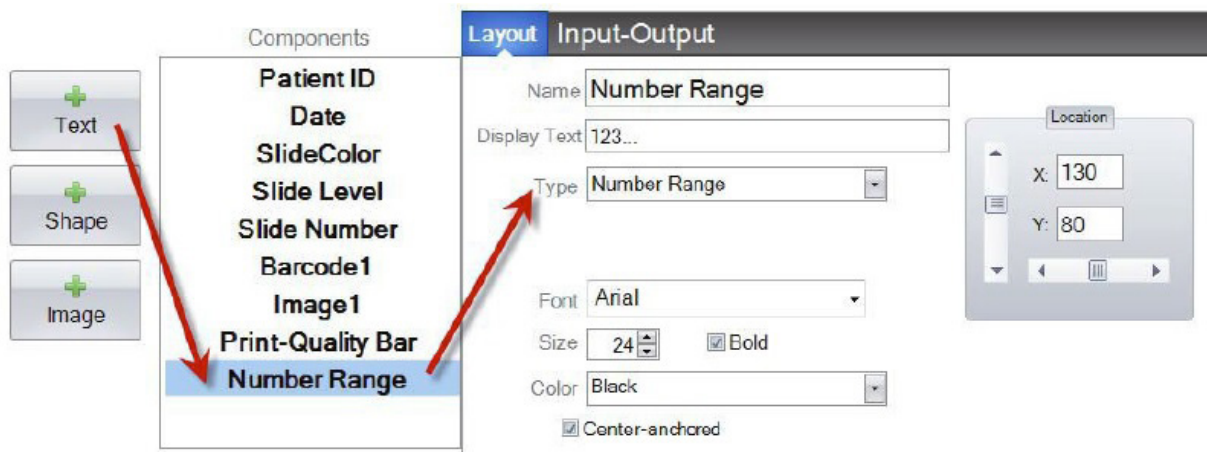 Text
Shape
Image
Components
Patient ID
Date
SlideColor
Slide Level
Slide Number
Barcode1
Image1
Print-Quality Bar
Number Range
Layout Input-Output
Name Number Range
Display Text 123...
Type Number Range
Font Arial
Size 24 Bold
Color Black
Center-anchored
Location
X: 130
Y: 80